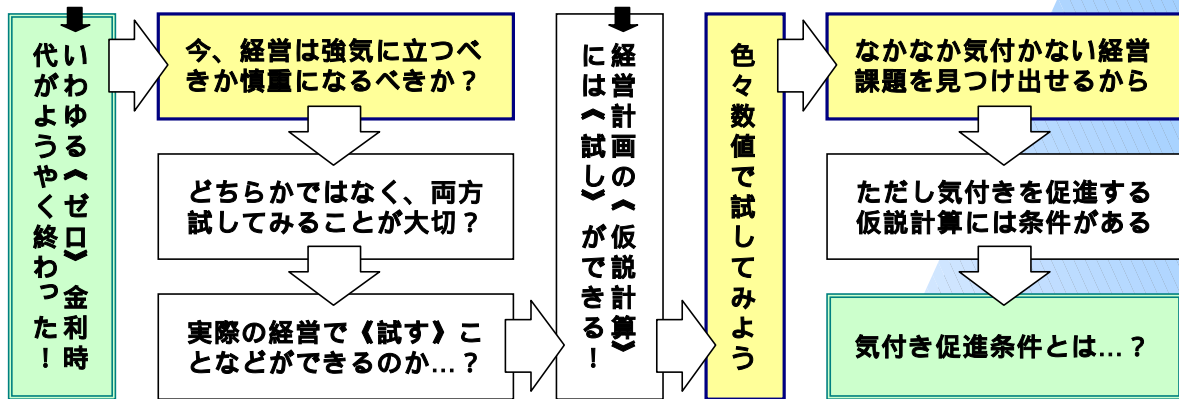 いわゆる《ゼロ》金利時
代がようやく終わった！
今、経営は強気に立つべ
きか慎重になるべきか？
どちらかではなく、両方
試してみることが大切？
実際の経営で《試す》こ
となどができるのか...？
経営計画の《仮説計算》
には《試し》ができる！
色々数値で試してみよう
なかなか気付かない経営
課題を見つけ出せるから
ただし気付きを促進する
仮説計算には条件がある
気付き促進条件とは...？